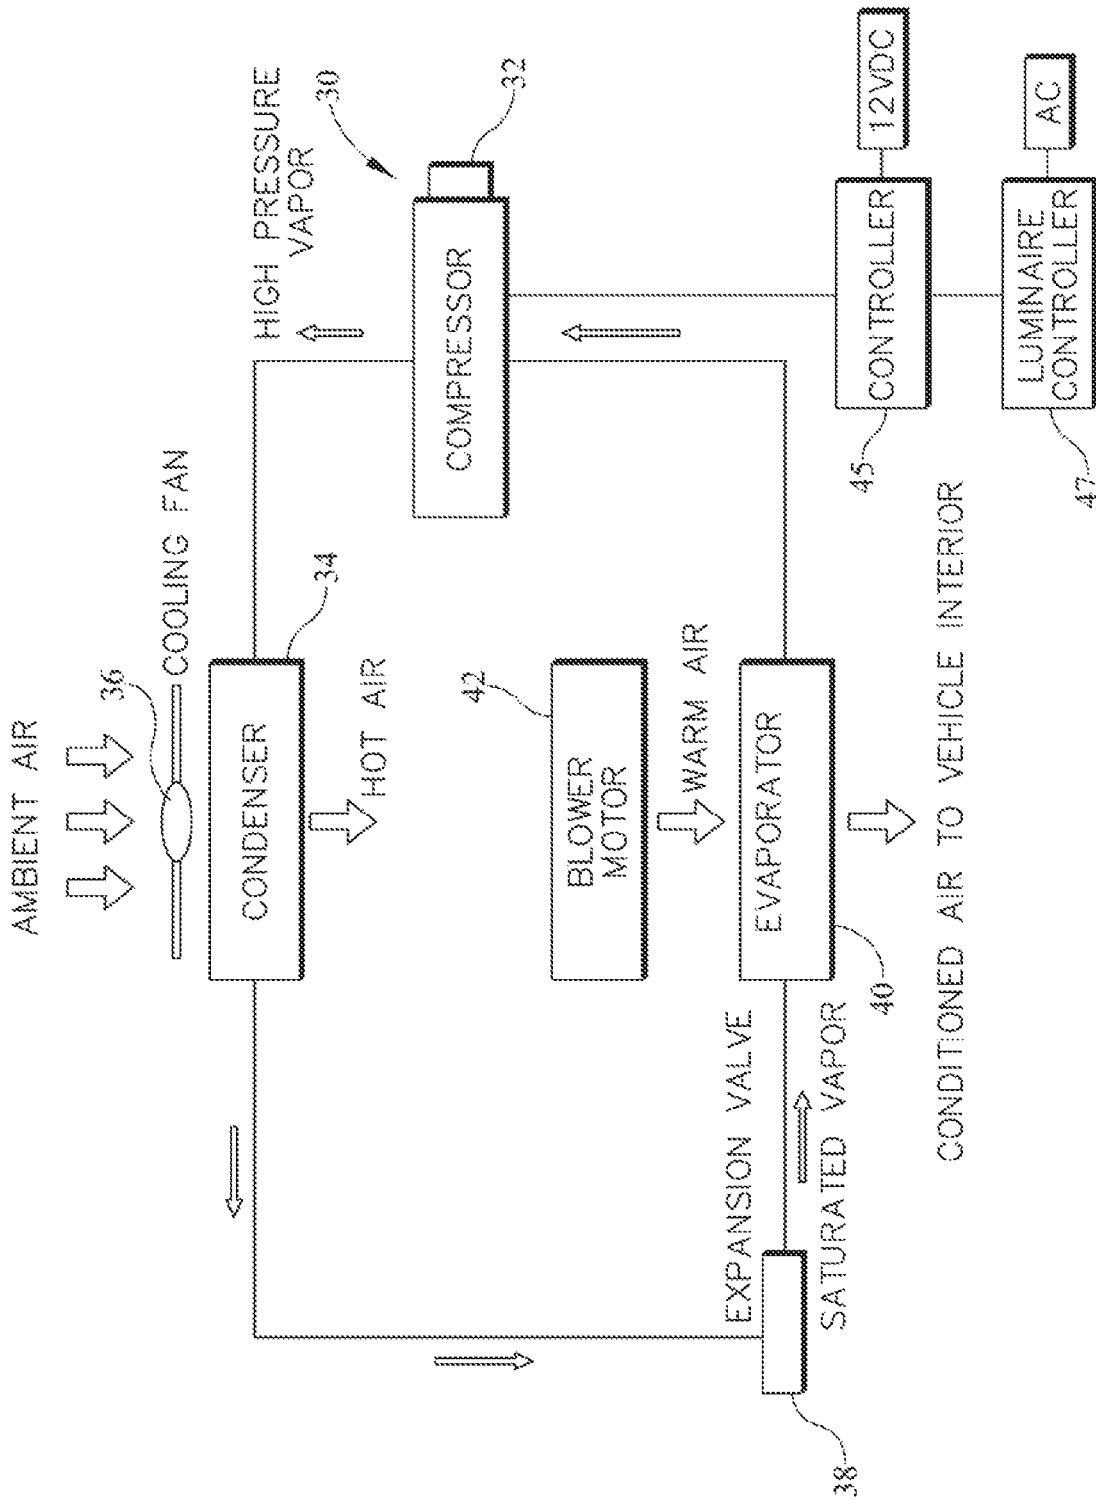 AMBIENT AIR
36
COOLING FAN
CONDENSER
34
HIGH PRESSURE
VAPOR
30
HOT AIR
COMPRESSOR
32
42
BLOWER
MOTOR
WARM AIR
EXPANSION VALVE
EVAPORATOR
SATURATED VAPOR
38
40
45
CONTROLLER
12VDC
CONDITIONED AIR TO VEHICLE INTERIOR
LUMINAIRE
CONTROLLER
AC
47